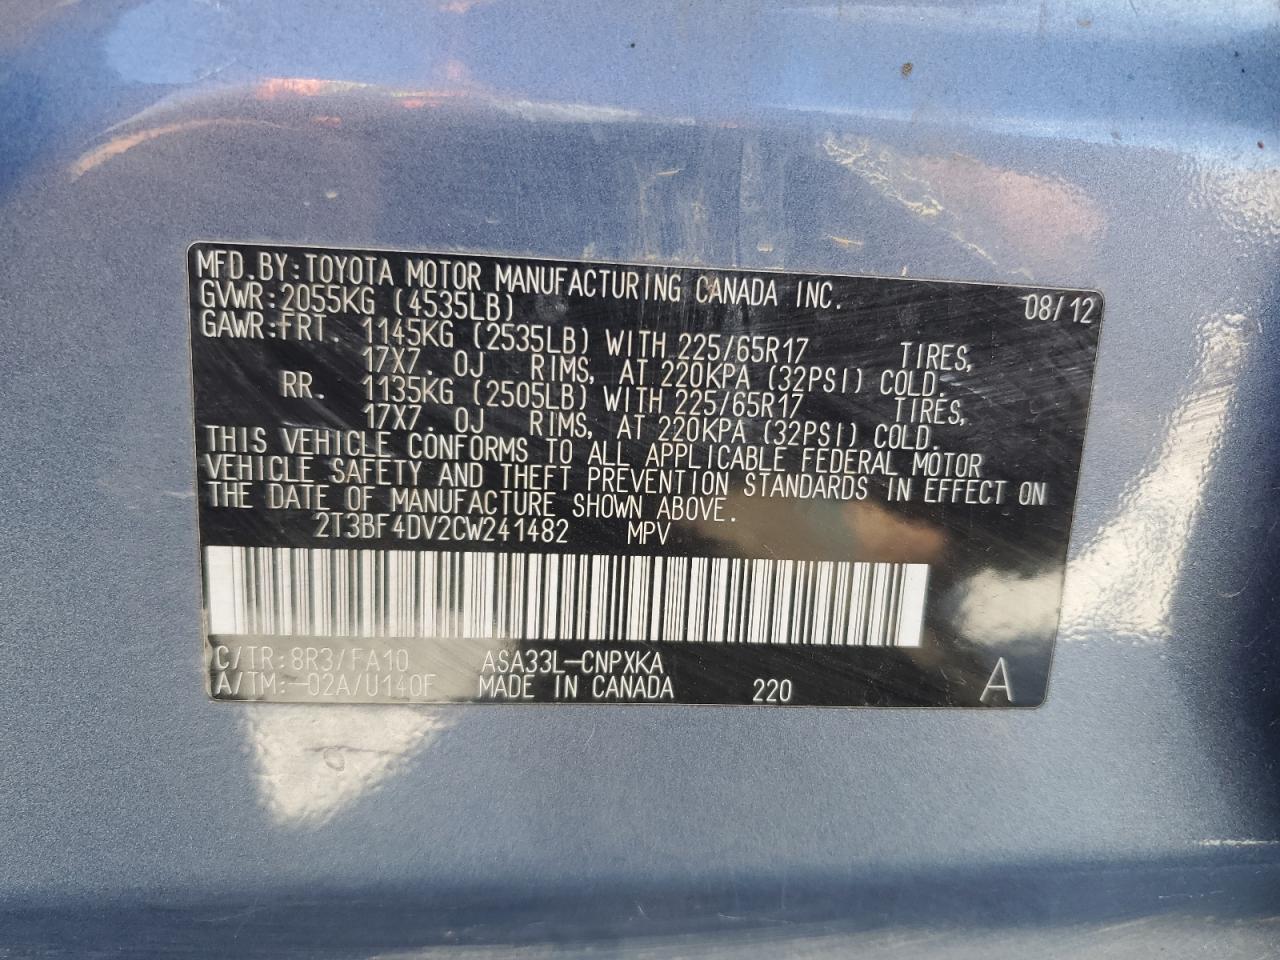 MFD.BY:TOYOTA MOTOR MANUFACTURING CANADA INC. 08/12
GVWR:2055KG (4535LB)
GAWR:FRT. 1145KG (2535LB) WITH 225/65R17 TIRES,
17X7.0J RIMS, AT 220KPA (32PSI) COLD.
RR. 1135KG (2505LB) WITH 225/65R17 TIRES,
17X7.0J RIMS, AT 220KPA (32PSI) COLD.
THIS VEHICLE CONFORMS TO ALL APPLICABLE FEDERAL MOTOR
VEHICLE SAFETY AND THEFT PREVENTION STANDARDS IN EFFECT ON
THE DATE OF MANUFACTURE SHOWN ABOVE.
2T3BF4DV2CW241482 MPV
C/TR:8R3/FA10 ASA33L-CNPXKA
A/TM:-02A/U140F MADE IN CANADA 220 A